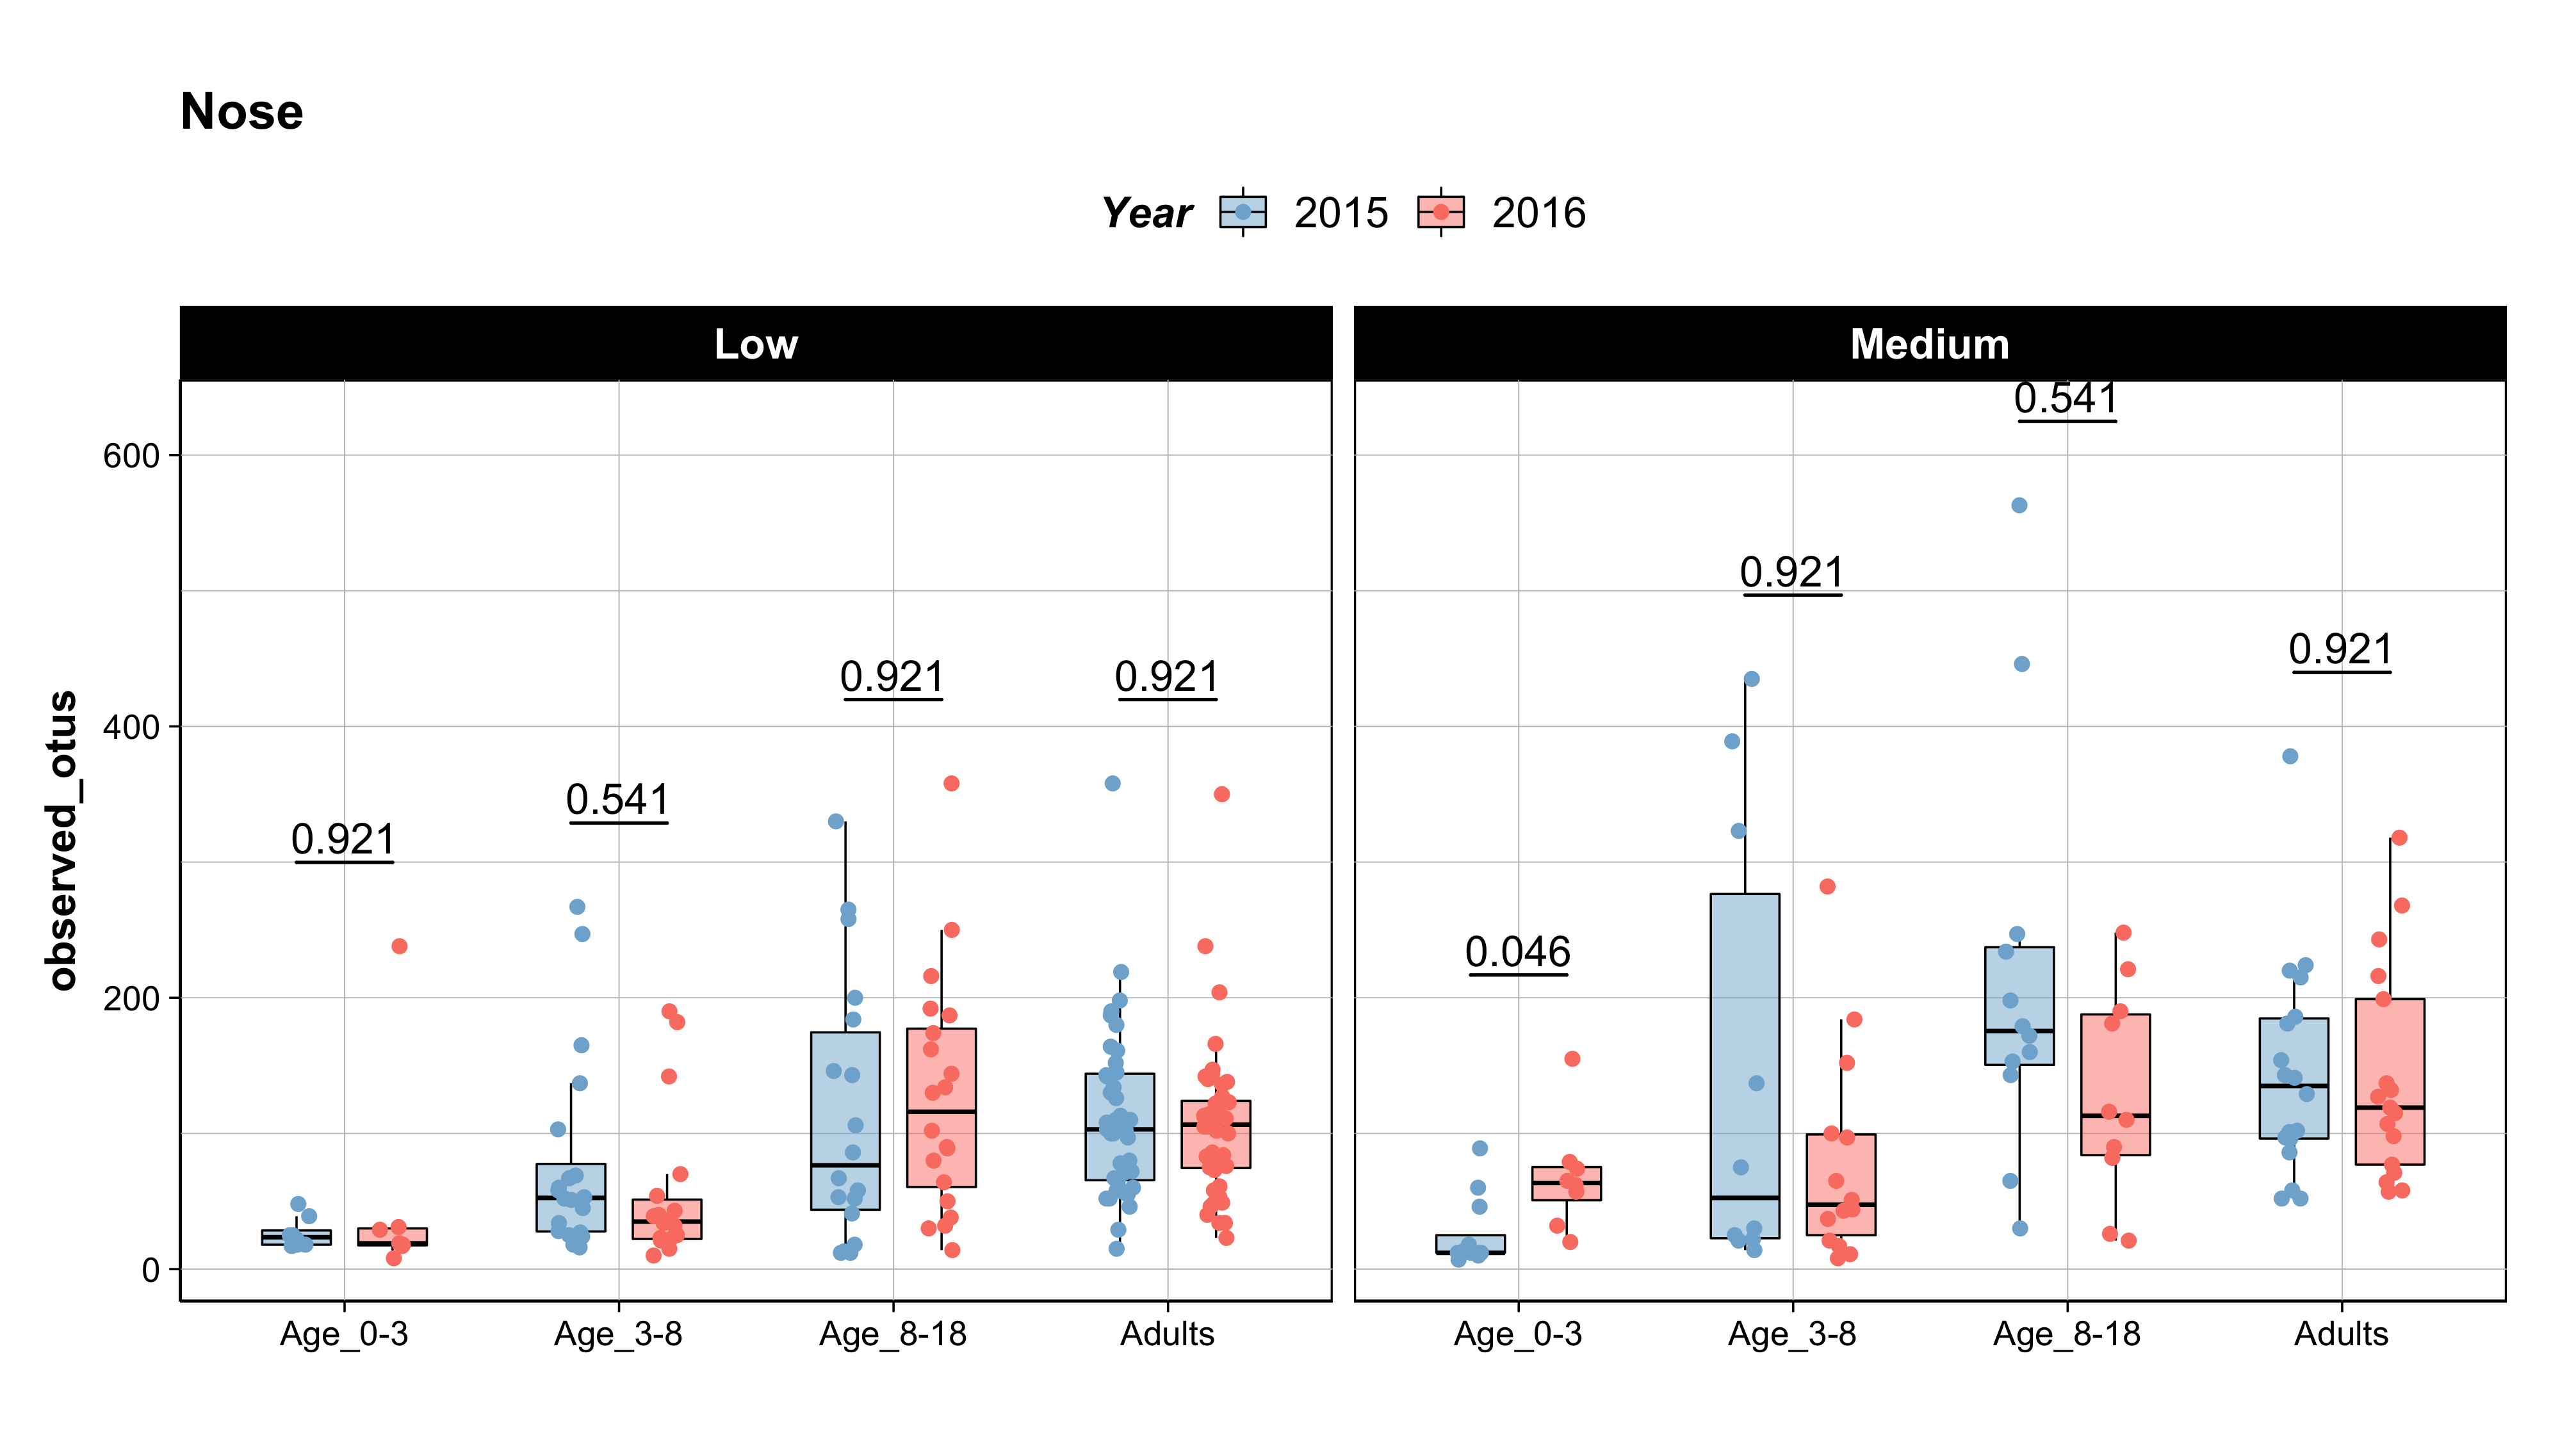 Nose
Year 2015 2016
Low Medium
0.541
600
0.921
0.921
0.921 0.921
0.541
0.921
0.046
400
200
0
observed_otus
Age_0-3 Age_3-8 Age_8-18 Adults Age_0-3 Age_3-8 Age_8-18 Adults